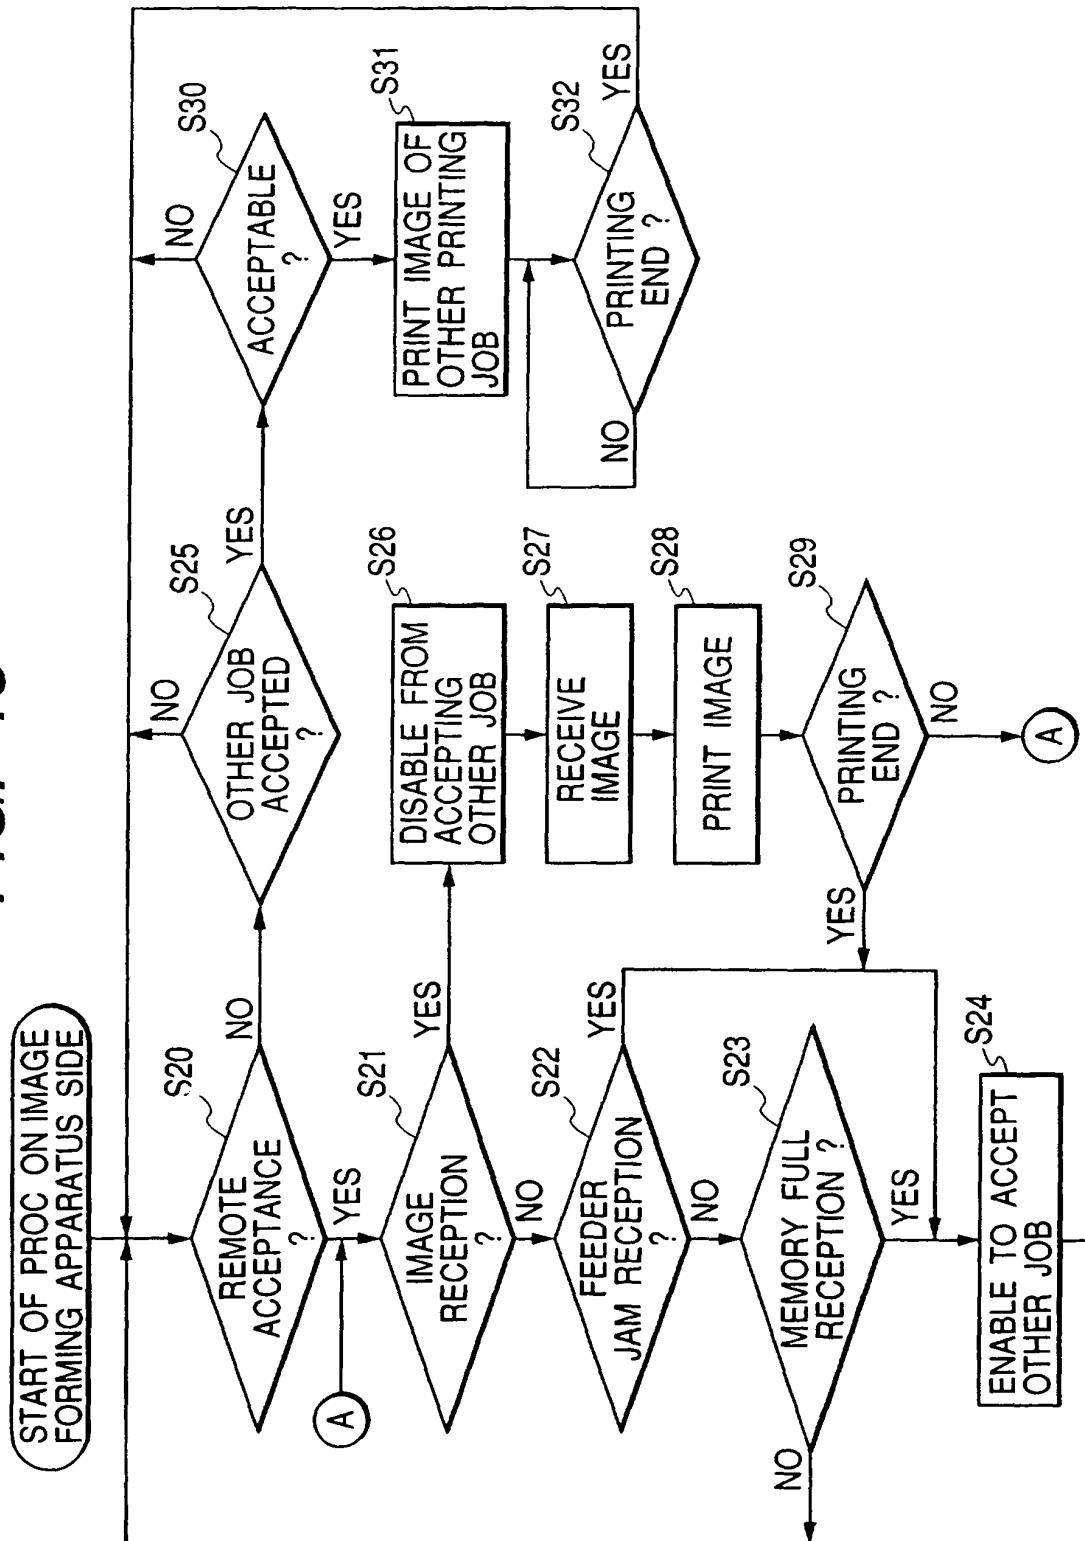 START OF PROC ON IMAGE
FORMING APPARATUS SIDE
S20
REMOTE
ACCEPTANCE
?
NO
YES
A
S25
OTHER JOB
ACCEPTED
?
NO
YES
S30
ACCEPTABLE
?
NO
YES
S21
IMAGE
RECEPTION
?
YES
NO
S26
DISABLE FROM
ACCEPTING
OTHER JOB
S31
PRINT IMAGE OF
OTHER PRINTING
JOB
S22
FEEDER
JAM RECEPTION
?
YES
NO
S27
RECEIVE
IMAGE
S32
PRINTING
END ?
NO
YES
S23
MEMORY FULL
RECEPTION ?
NO
YES
S28
PRINT IMAGE
S29
PRINTING
END ?
YES
NO
A
S24
ENABLE TO ACCEPT
OTHER JOB